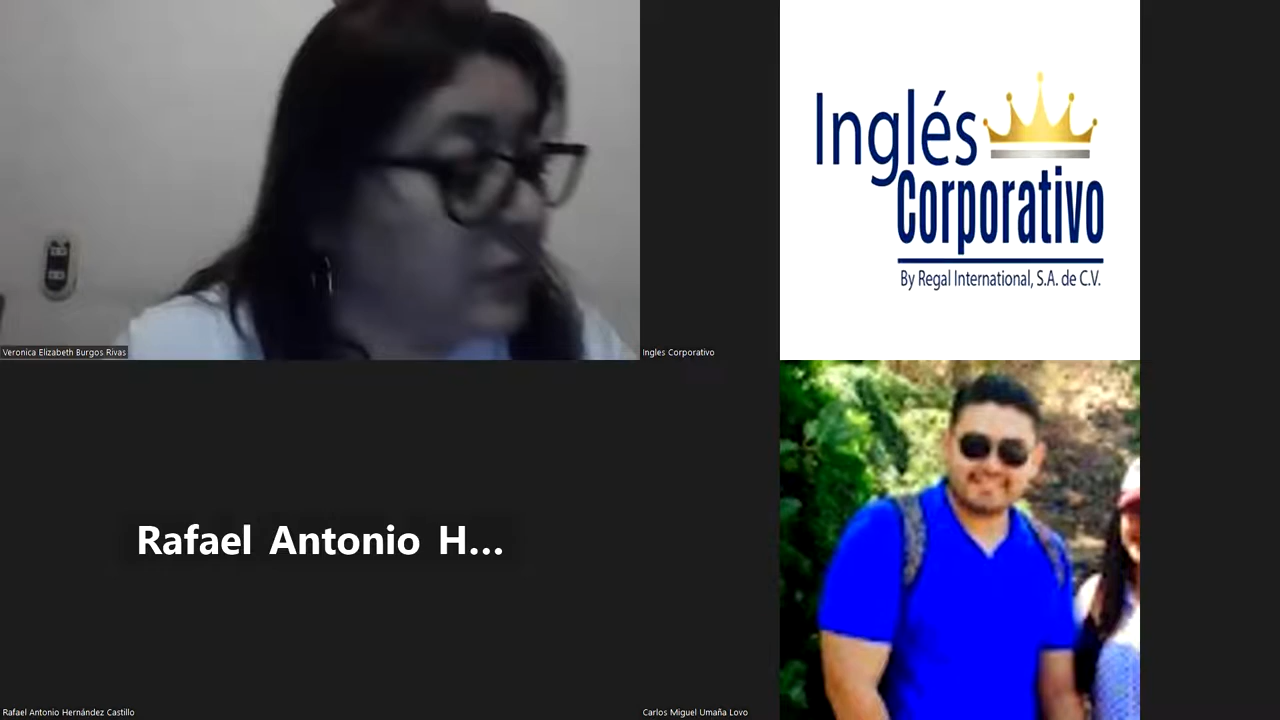 Inglés
Corporativo
By Regal International, S.A. de C.V.
Veronica Elizabeth Burgos Rivas
Ingles Corporativo
Rafael Antonio H...
Rafael Antonio Hernández Castillo
Carlos Miguel Umaña Lovo